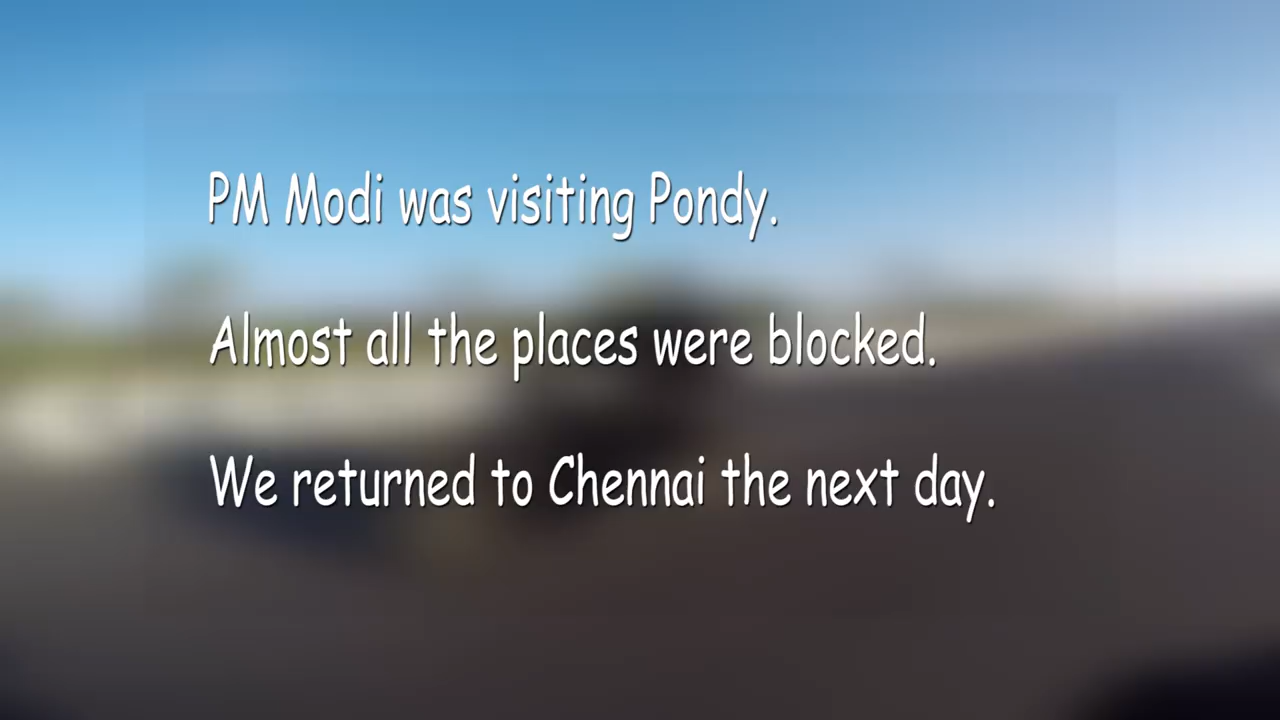 PM Modi was visiting Pondy.
Almost all the places were blocked.
We returned to Chennai the next day.